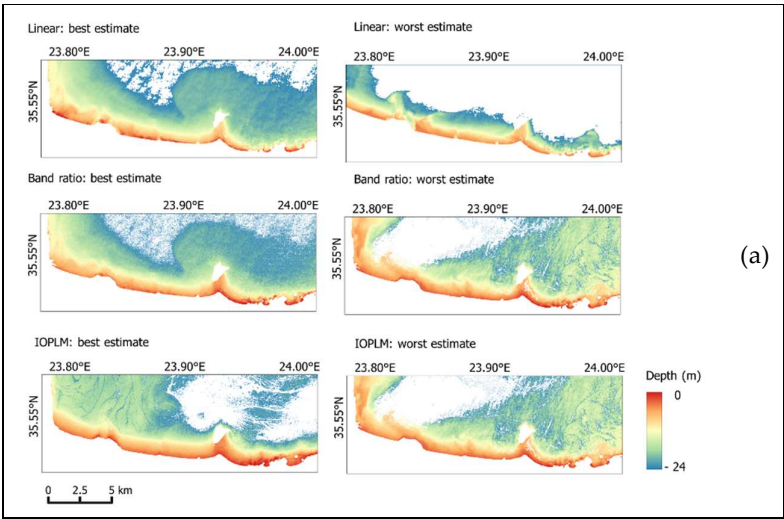 Linear: best estimate
23.80°E 23.90°E 24.00°E
35.55°N
Linear: worst estimate
23.80°E 23.90°E 24.00°E
35.55°N
Band ratio: best estimate
23.80°E 23.90°E 24.00°E
35.55°N
Band ratio: worst estimate
23.80°E 23.90°E 24.00°E
35.55°N
(a)
IOPLM: best estimate
23.80°E 23.90°E 24.00°E
35.55°N
IOPLM: worst estimate
23.80°E 23.90°E 24.00°E
35.55°N
Depth (m)
0
- 24
0 2.5 5 km